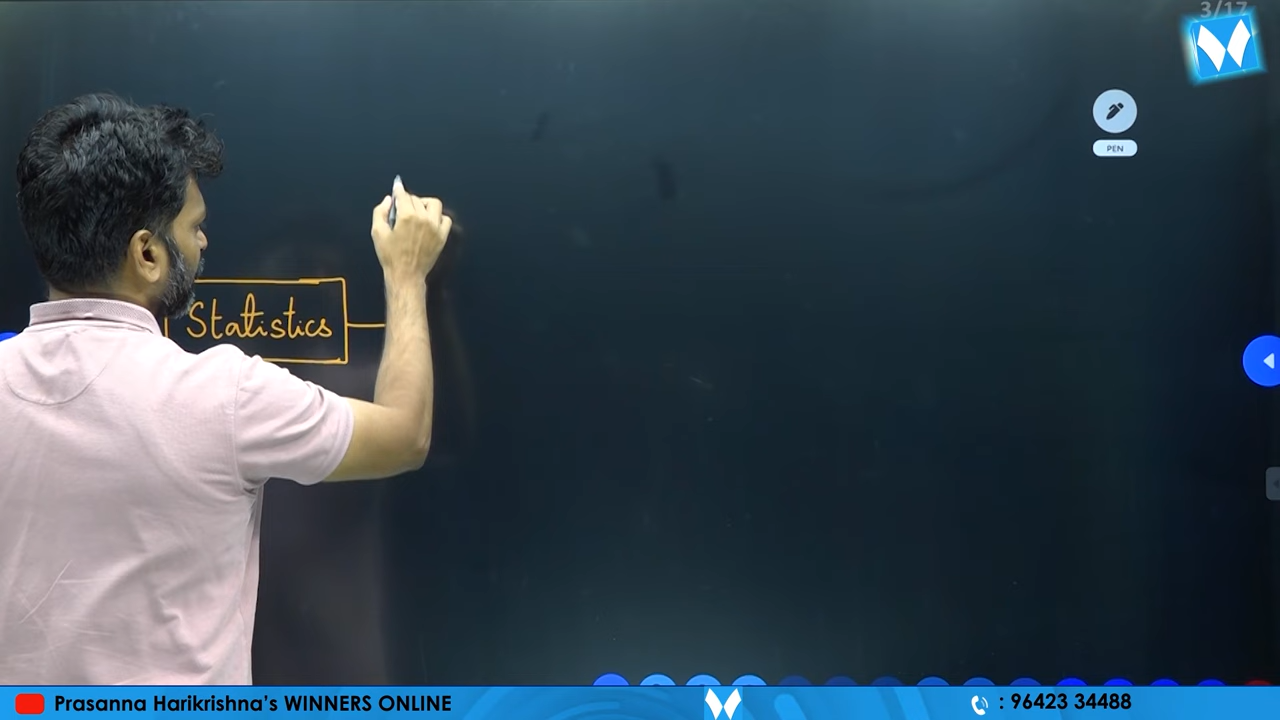 3/17
PEN
Statistics
Prasanna Harikrishna's WINNERS ONLINE
: 96423 34488